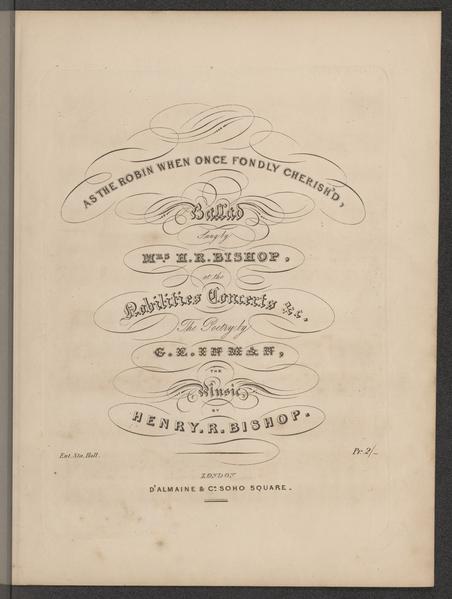 AS THE ROBIN WHEN ONCE FONDLY CHERISH'D,
Ballad
Sung by
MRS H.R. BISHOP,
at the
Nobilities Concerts &c.
The Poetry by
G.E. INMAN,
THE
Music
BY
HENRY. R. BISHOP.
Ent. Sta. Hall.
Pr. 2/-
LONDON
D'ALMAINE & Co. SOHO SQUARE.